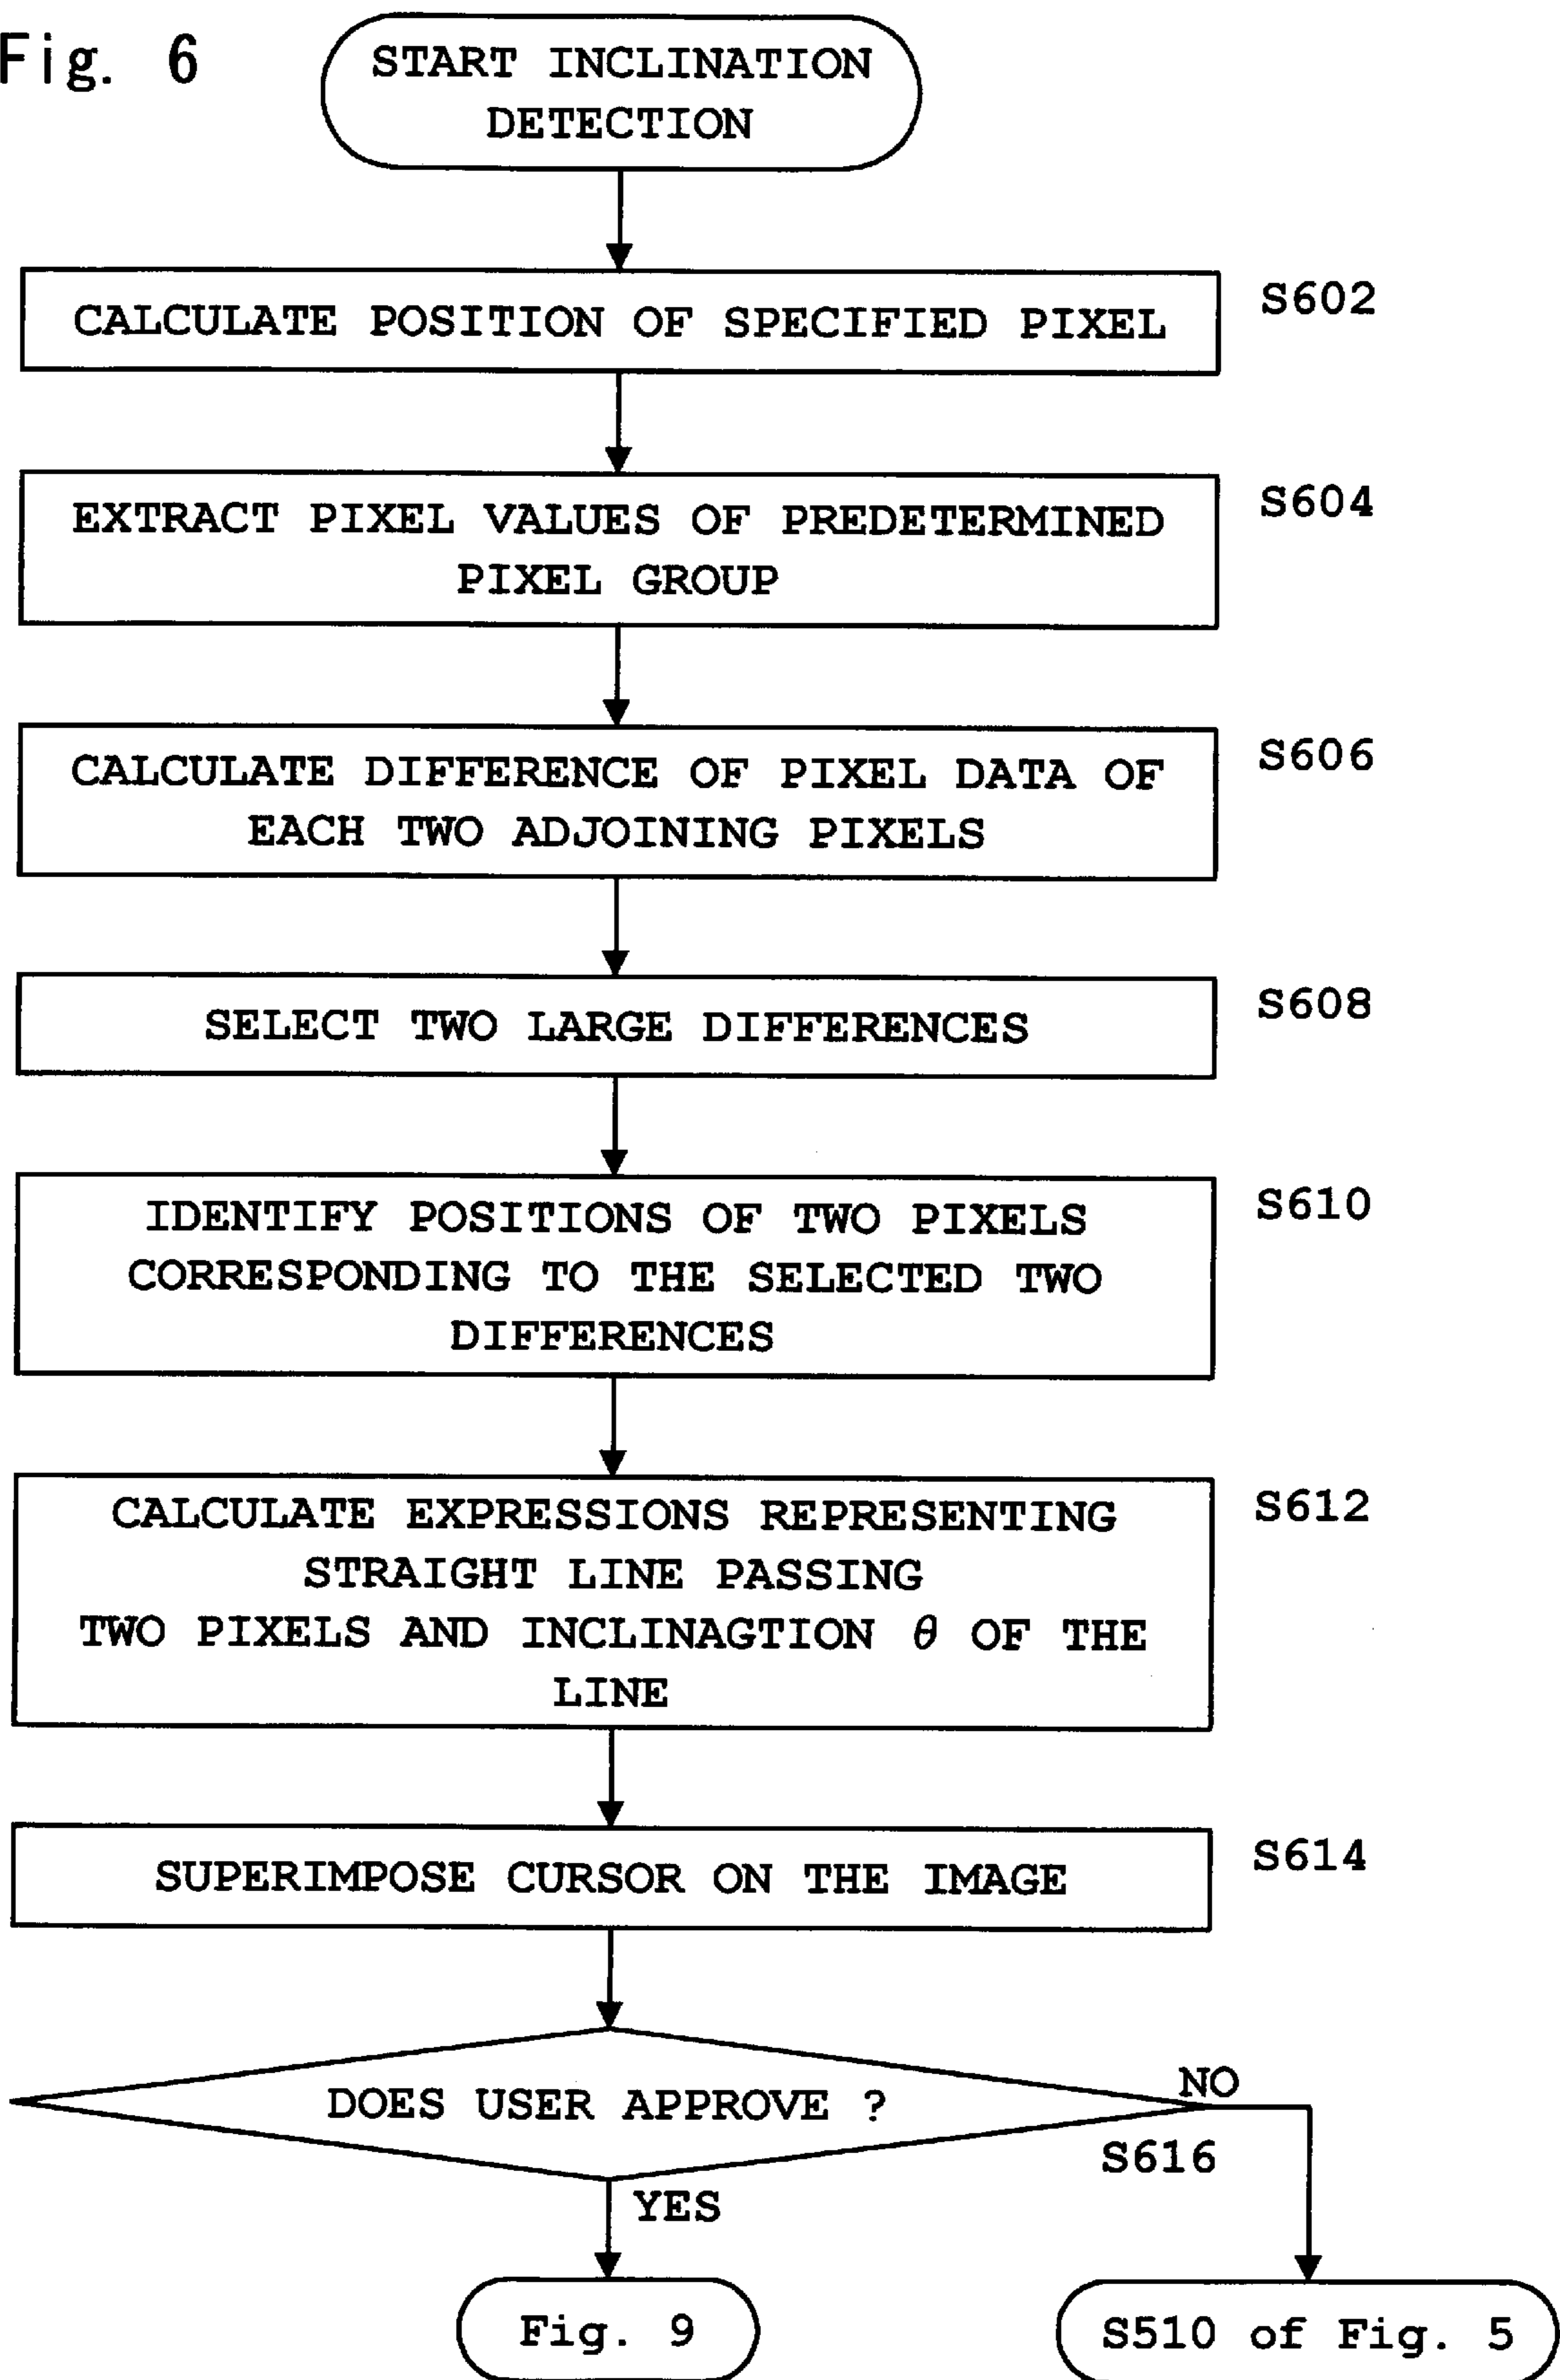 Fig. 6
START INCLINATION
DETECTION
CALCULATE POSITION OF SPECIFIED PIXEL
S602
EXTRACT PIXEL VALUES OF PREDETERMINED
PIXEL GROUP
S604
CALCULATE DIFFERENCE OF PIXEL DATA OF
EACH TWO ADJOINING PIXELS
S606
SELECT TWO LARGE DIFFERENCES
S608
IDENTIFY POSITIONS OF TWO PIXELS
CORRESPONDING TO THE SELECTED TWO
DIFFERENCES
S610
CALCULATE EXPRESSIONS REPRESENTING
STRAIGHT LINE PASSING
TWO PIXELS AND INCLINAGTION θ OF THE
LINE
S612
SUPERIMPOSE CURSOR ON THE IMAGE
S614
DOES USER APPROVE ?
NO
S616
YES
Fig. 9
S510 of Fig. 5